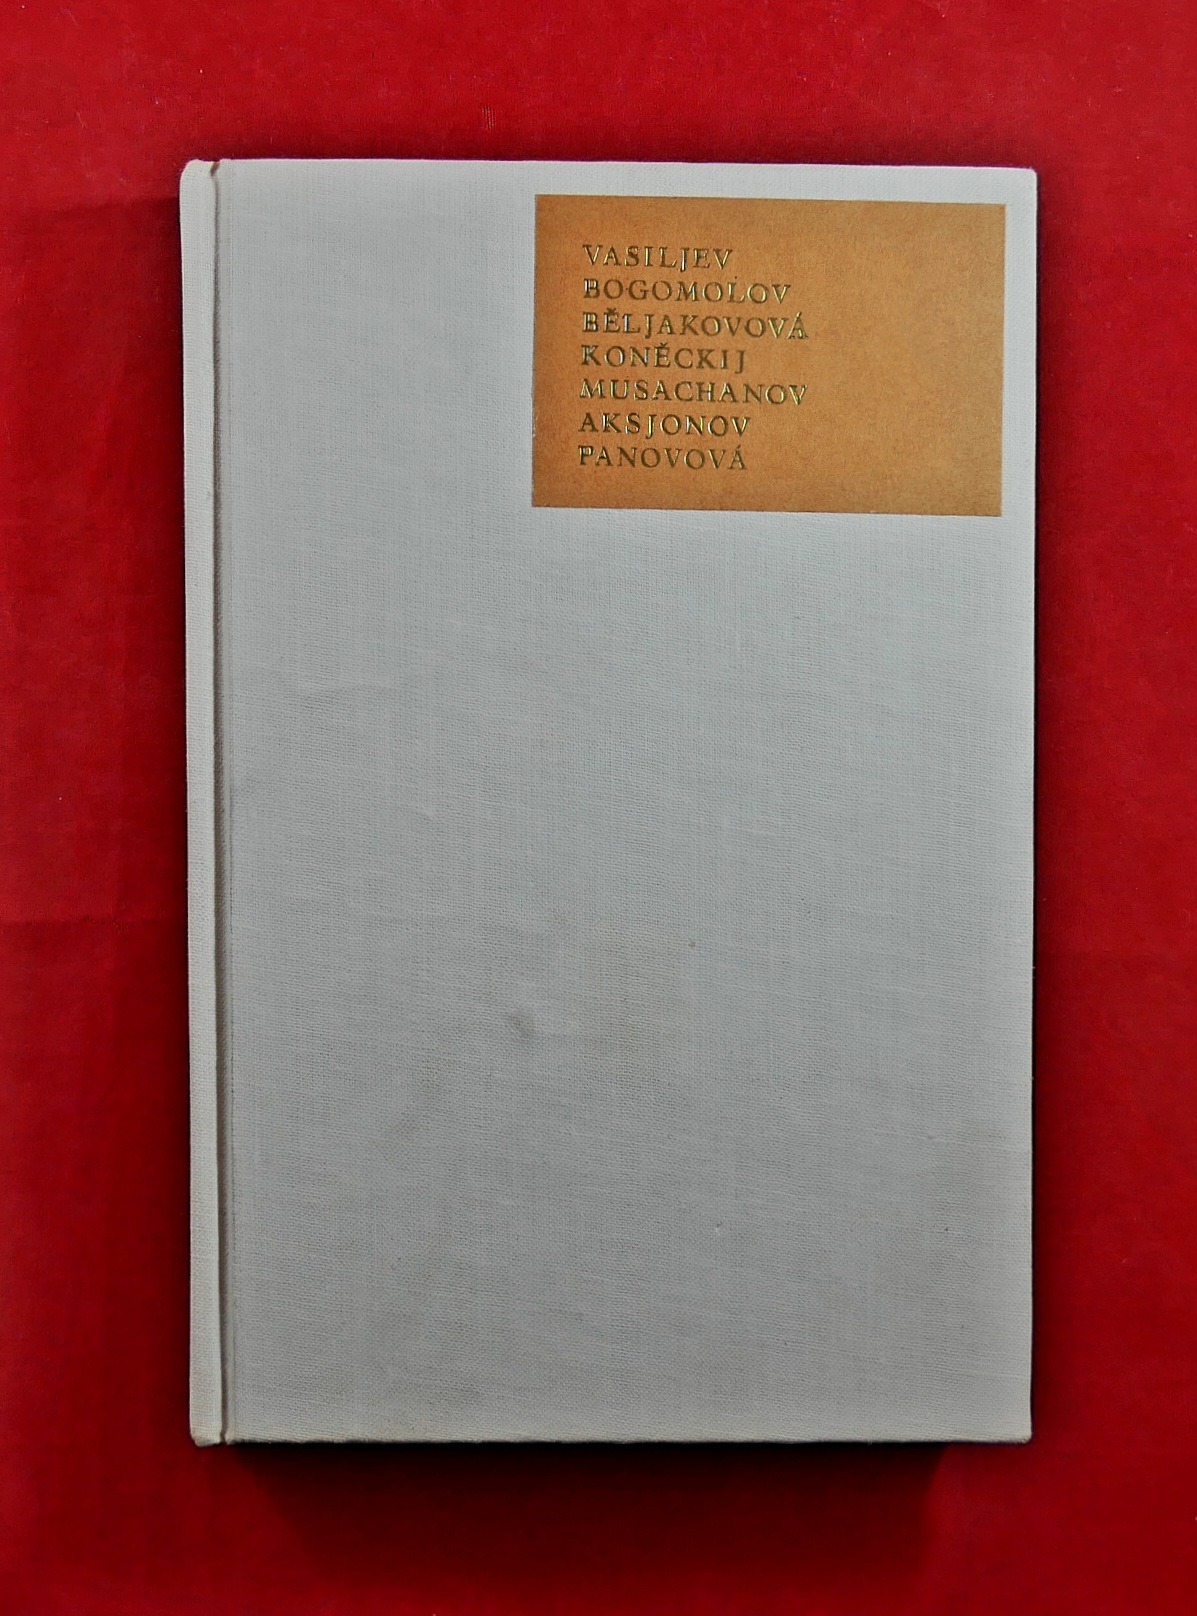 VASILJEV
BOGOMOLOV
BĚLJAKOVOVÁ
KONĚCKIJ
MUSACHANOV
AKSJONOV
PANOVOVÁ